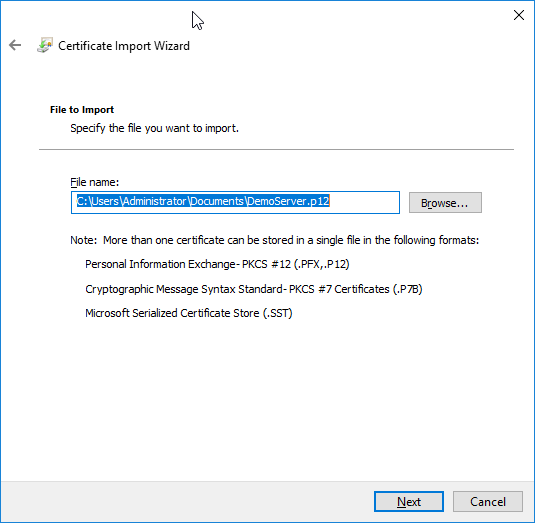 Certificate Import Wizard
File to Import
Specify the file you want to import.
File name:
C:\Users\Administrator\Documents\DemoServer.p12
Browse...
Note:  More than one certificate can be stored in a single file in the following formats:
Personal Information Exchange- PKCS #12 (.PFX,.P12)
Cryptographic Message Syntax Standard- PKCS #7 Certificates (.P7B)
Microsoft Serialized Certificate Store (.SST)
Next
Cancel